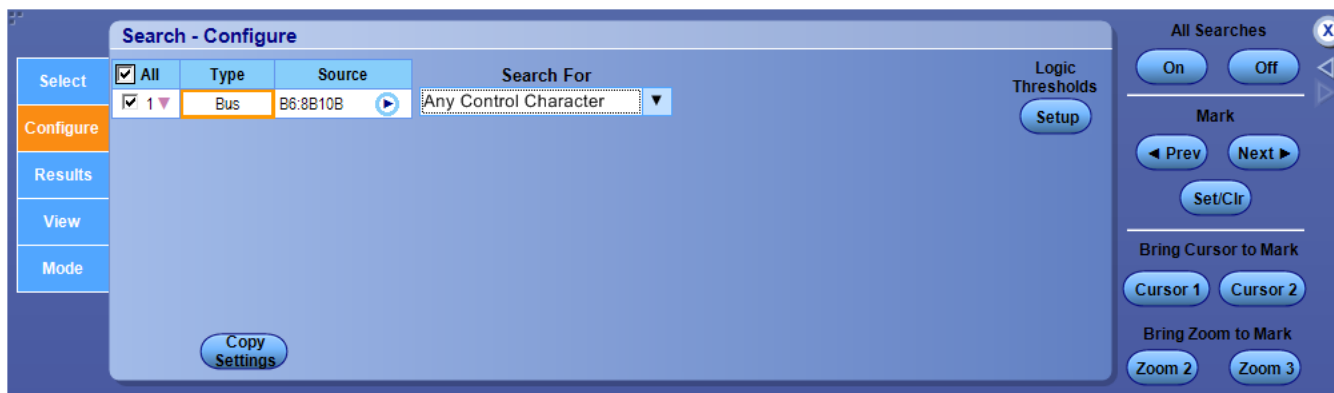 Search - Configure
Select
Configure
Results
View
Mode
All Type Source Search For
1 Bus B6:8B10B Any Control Character
Logic
Thresholds
Setup
Copy
Settings
All Searches X
On Off
Mark
Prev Next
Set/Clr
Bring Cursor to Mark
Cursor 1 Cursor 2
Bring Zoom to Mark
Zoom 2 Zoom 3